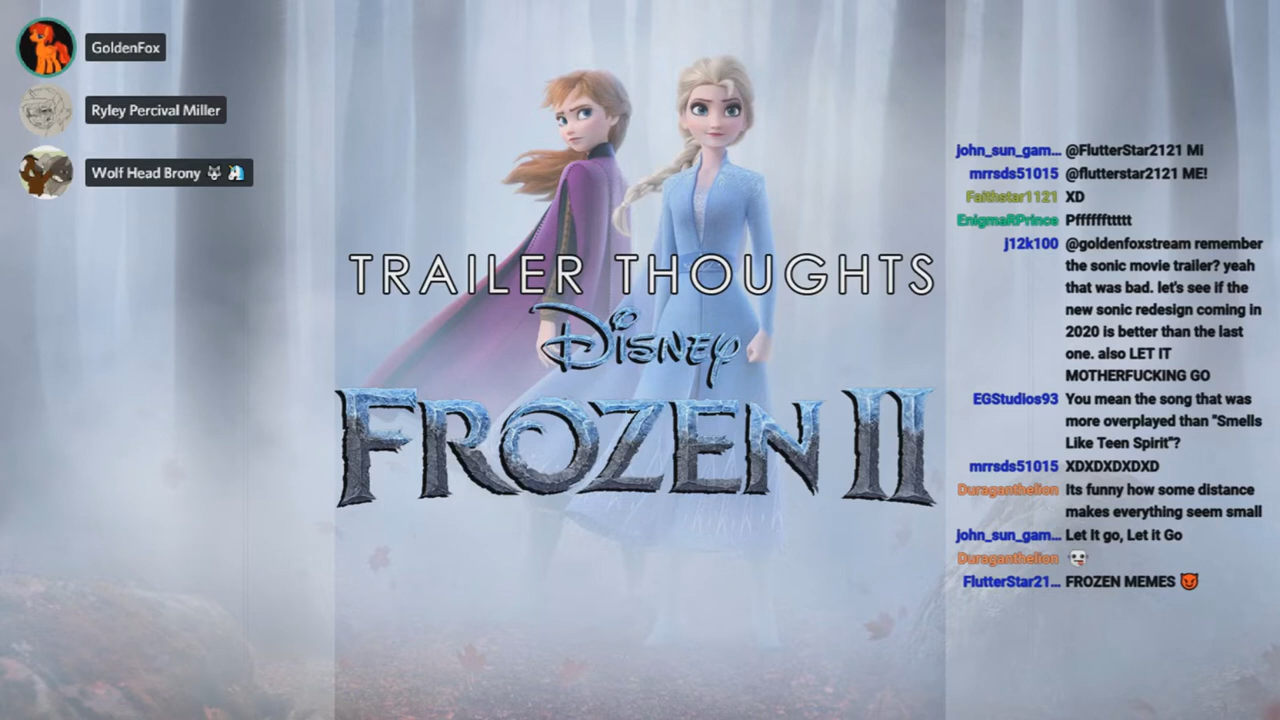 GoldenFox
Ryley Percival Miller
Wolf Head Brony 🐺 🦄
TRAILER THOUGHTS
DISNEY
FROZEN II
john_sun_gam... @FlutterStar2121 Mi
mrrsds51015 @flutterstar2121 ME!
Faithstar1121 XD
EnigmaRPrince Pfffffftttt
j12k100 @goldenfoxstream remember
the sonic movie trailer? yeah
that was bad. let's see if the
new sonic redesign coming in
2020 is better than the last
one. also LET IT
MOTHERFUCKING GO
EGStudios93 You mean the song that was
more overplayed than "Smells
Like Teen Spirit"?
mrrsds51015 XDXDXDXDXD
Duraganthelion Its funny how some distance
makes everything seem small
john_sun_gam... Let It go, Let it Go
Duraganthelion
FlutterStar21... FROZEN MEMES 😈